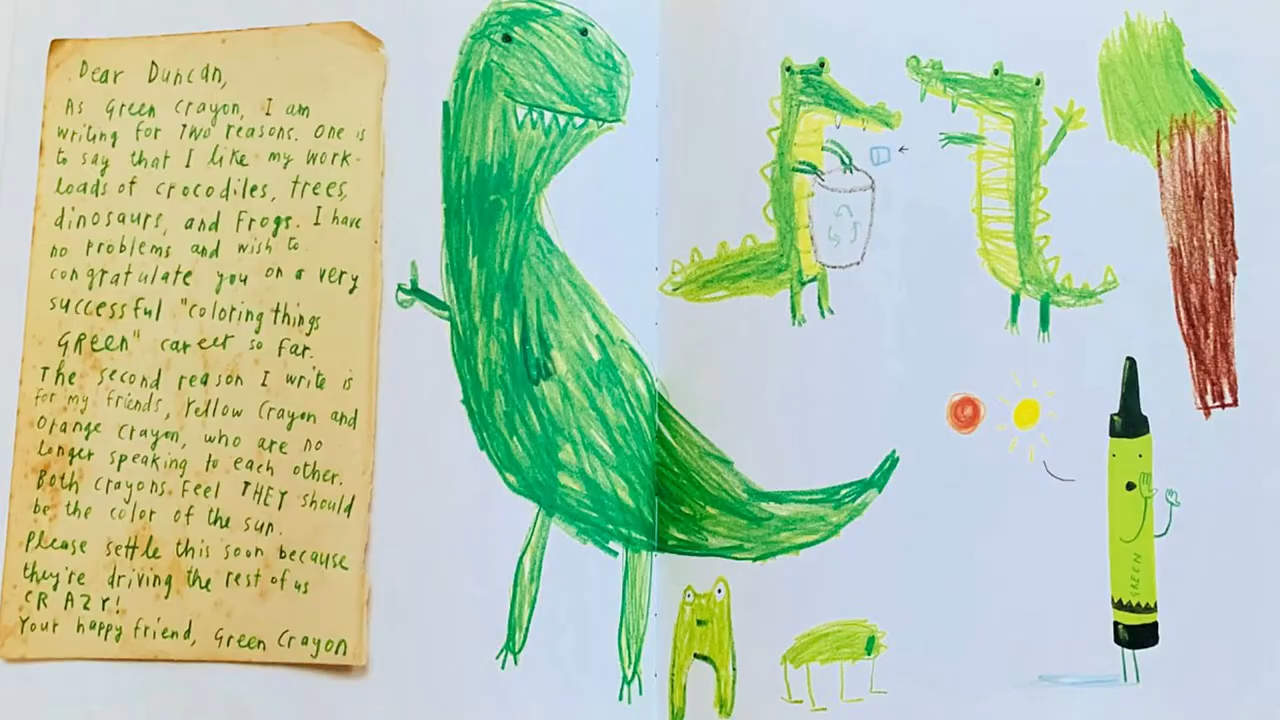 Dear Duncan,
As Green Crayon, I am
writing for TWO reasons. One is
to say that I like my work-
loads of crocodiles, trees,
dinosaurs, and frogs. I have
no problems and wish to
congratulate you on a very
successful "coloring things
GREEN" career so far.
The second reason I write is
for my friends, Yellow Crayon and
Orange Crayon, who are no
longer speaking to each other.
Both crayons feel THEY should
be the color of the sun.
Please settle this soon because
they're driving the rest of us
CRAZY!
Your happy friend, Green Crayon
GREEN